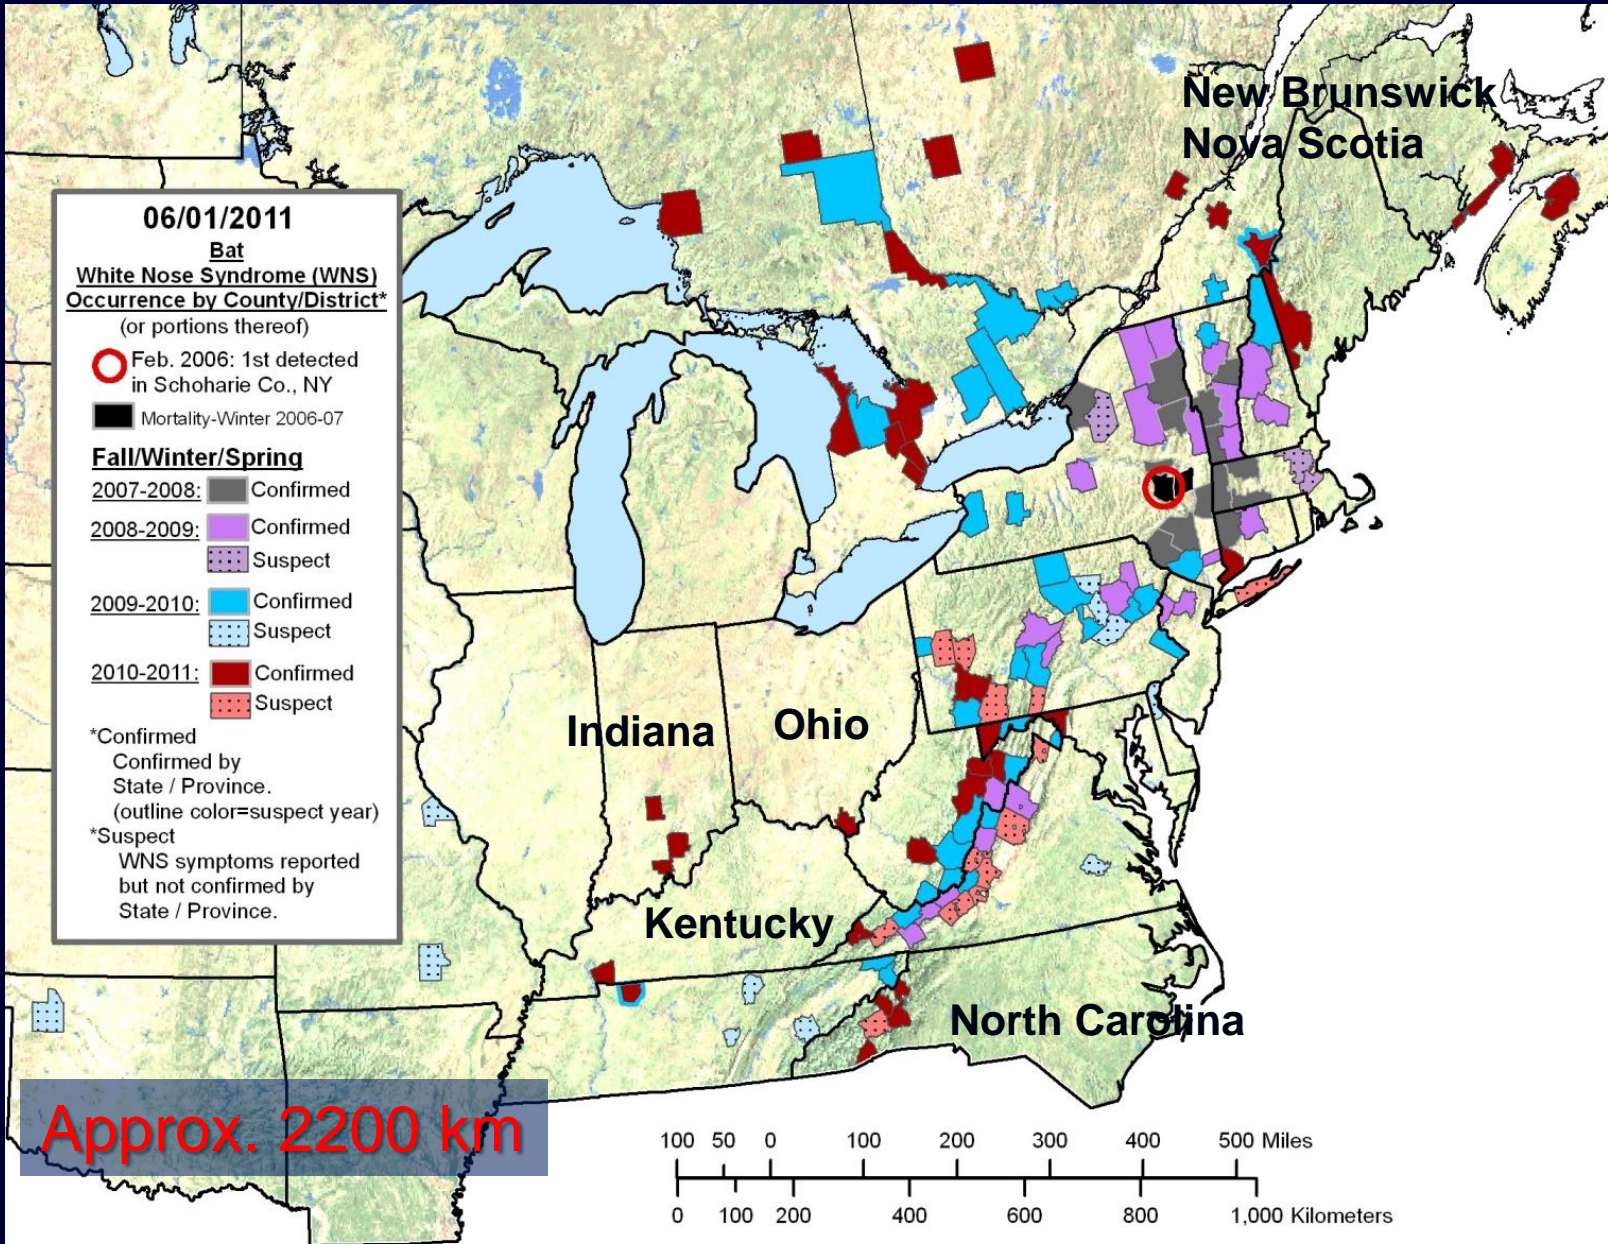 New Brunswick
Nova Scotia
06/01/2011
Bat
White Nose Syndrome (WNS)
Occurrence by County/District*
(or portions thereof)
Feb. 2006: 1st detected
in Schoharie Co., NY
Mortality-Winter 2006-07
Fall/Winter/Spring
2007-2008: Confirmed
2008-2009: Confirmed
Suspect
2009-2010: Confirmed
Suspect
2010-2011: Confirmed
Suspect
*Confirmed
Confirmed by
State / Province.
(outline color=suspect year)
*Suspect
WNS symptoms reported
but not confirmed by
State / Province.
Indiana
Ohio
Kentucky
North Carolina
Approx. 2200 km
100 50 0 100 200 300 400 500 Miles
0 100 200 400 600 800 1,000 Kilometers